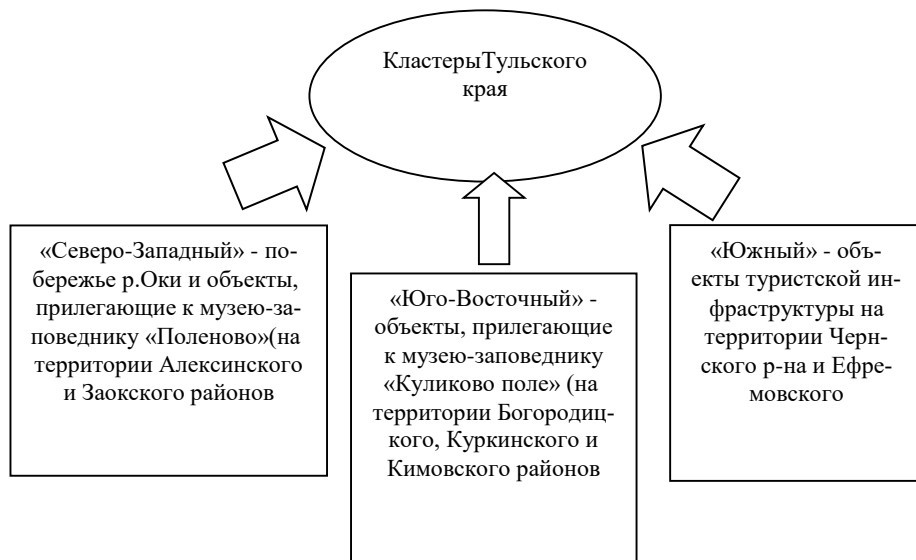 КластерыТульского
края
«Северо-Западный» - по-
бережье р.Оки и объекты,
прилегающие к музею-за-
поведнику «Поленово»(на
территории Алексинского
и Заокского районов
«Юго-Восточный» -
объекты, прилегающие
к музею-заповеднику
«Куликово поле» (на
территории Богородиц-
кого, Куркинского и
Кимовского районов
«Южный» - объ-
екты туристской ин-
фраструктуры на
территории Черн-
ского р-на и Ефре-
мовского